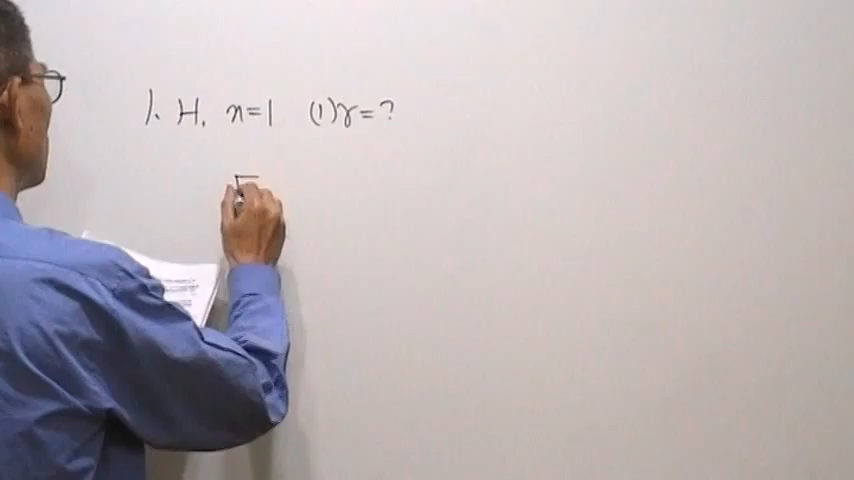 1. H, n=1 (1) r=?